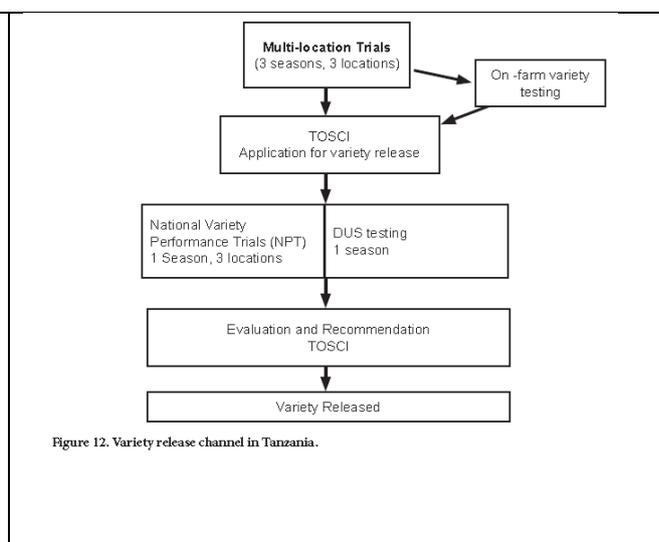 Multi-location Trials
(3 seasons, 3 locations)
On -farm variety
testing
TOSCI
Application for variety release
National Variety
Performance Trials (NPT)
1 Season, 3 locations
DUS testing
1 season
Evaluation and Recommendation
TOSCI
Variety Released
Figure 12. Variety release channel in Tanzania.